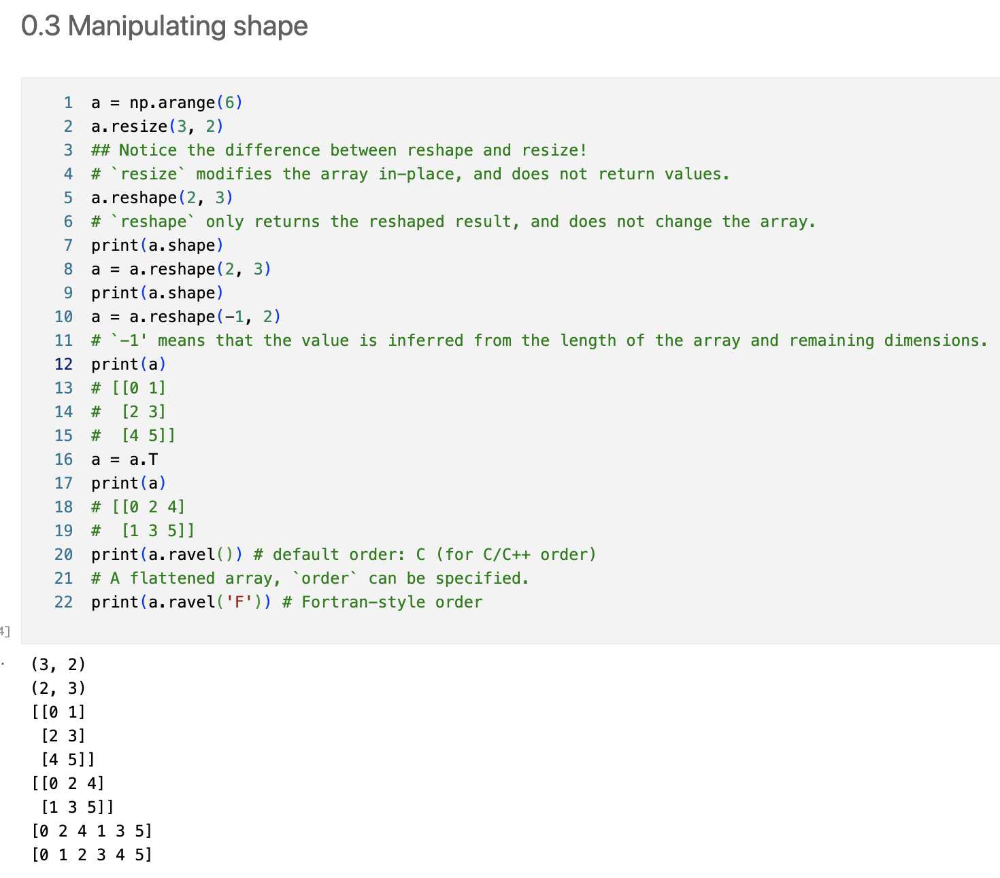 0.3 Manipulating shape
1 a = np.arange(6)
2 a.resize(3, 2)
3 ## Notice the difference between reshape and resize!
4 # `resize` modifies the array in-place, and does not return values.
5 a.reshape(2, 3)
6 # `reshape` only returns the reshaped result, and does not change the array.
7 print(a.shape)
8 a = a.reshape(2, 3)
9 print(a.shape)
10 a = a.reshape(-1, 2)
11 # `-1' means that the value is inferred from the length of the array and remaining dimensions.
12 print(a)
13 # [[0 1]
14 #  [2 3]
15 #  [4 5]]
16 a = a.T
17 print(a)
18 # [[0 2 4]
19 #  [1 3 5]]
20 print(a.ravel()) # default order: C (for C/C++ order)
21 # A flattened array, `order` can be specified.
22 print(a.ravel('F')) # Fortran-style order
4]
(3, 2)
(2, 3)
[[0 1]
 [2 3]
 [4 5]]
[[0 2 4]
 [1 3 5]]
[0 2 4 1 3 5]
[0 1 2 3 4 5]